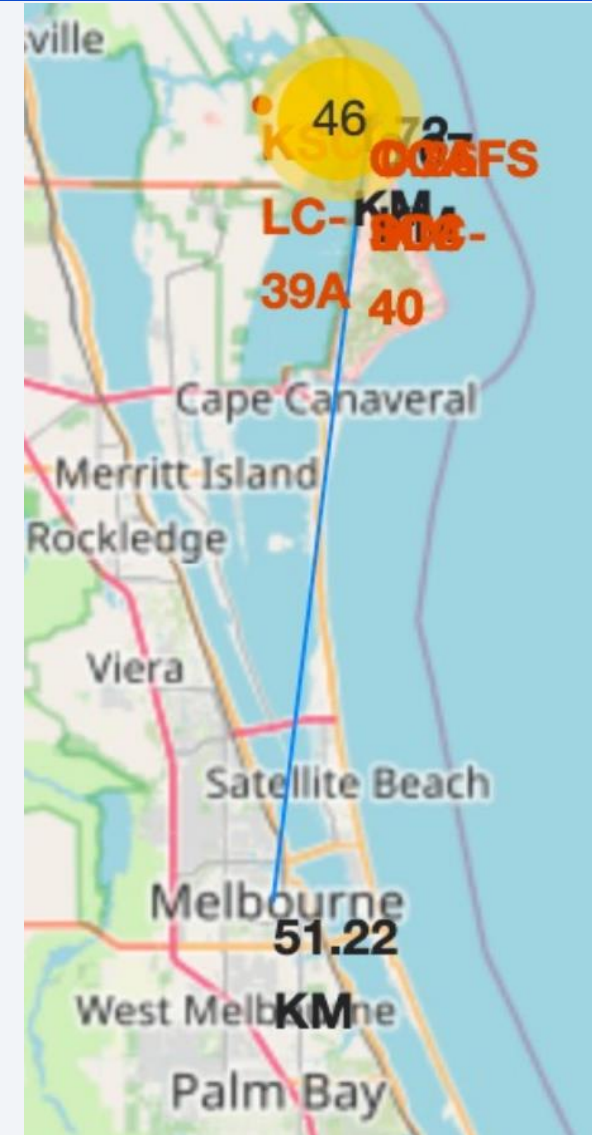 ville
46
KSC
LC-
KM
39A
40
Cape Canaveral
Merritt Island
Rockledge
Viera
Satellite Beach
Melbourne
51.22
KM
West Melbourne
Palm Bay